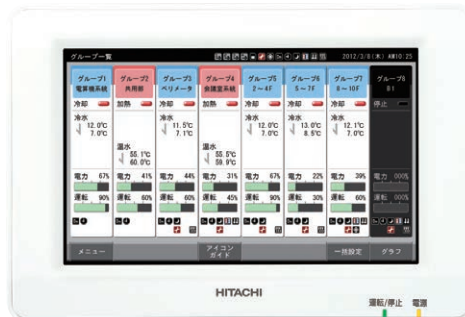 グループ一覧 2012/3/8(木) AM10:25
グループ1 グループ2 グループ3 グループ4 グループ5 グループ6 グループ7 グループ8
電算機系統 共用部 ペリメータ 会議室系統 2～4F 5～7F 8～10F B1
冷却 加熱 冷却 加熱 冷却 冷却 冷却 停止
冷水 冷水 冷水 冷水 冷水
12.0℃ 11.5℃ 12.0℃ 13.0℃ 12.1℃
7.0℃ 7.1℃ 7.0℃ 8.5℃ 7.0℃
温水 温水
55.1℃ 55.5℃
60.0℃ 59.9℃
電力 67% 電力 41% 電力 44% 電力 31% 電力 67% 電力 22% 電力 39% 電力 000%
運転 90% 運転 60% 運転 60% 運転 45% 運転 90% 運転 30% 運転 60% 運転 000%
メニュー アイコン 一括設定 グラフ
ガイド
HITACHI
運転/停止 電源